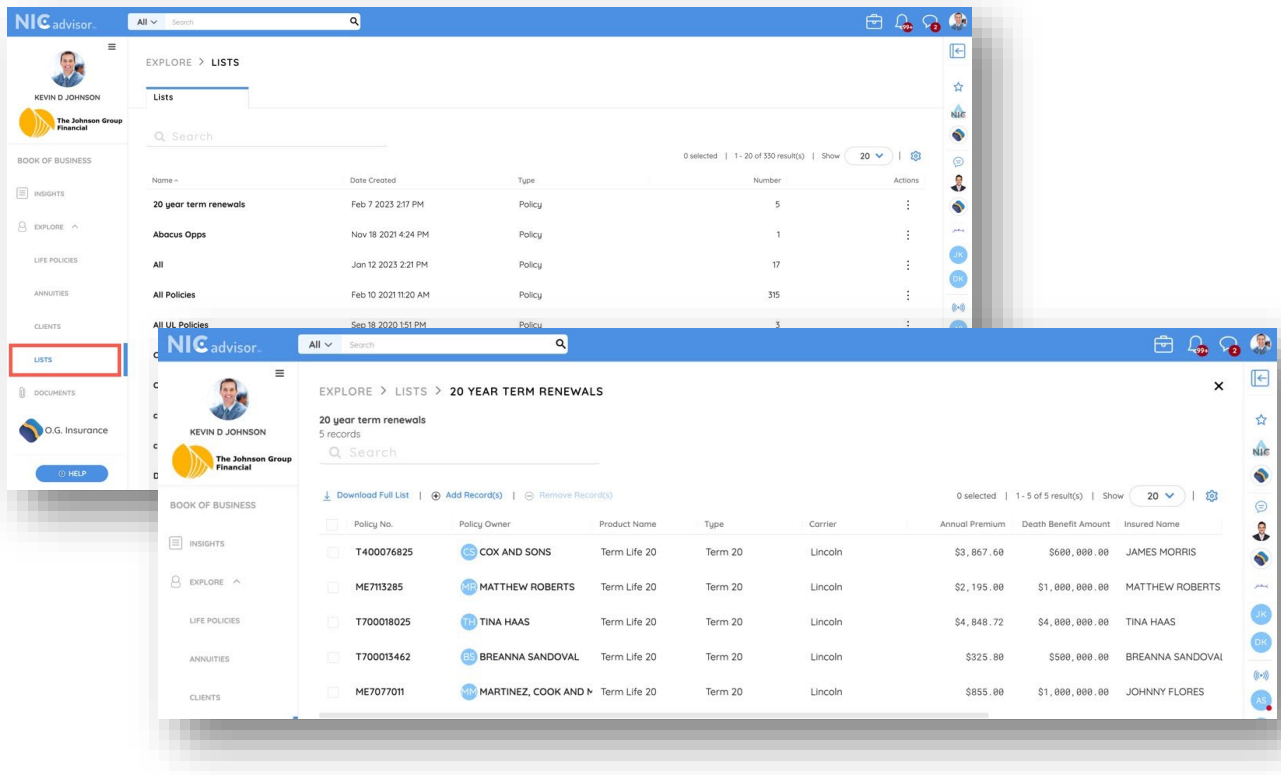 NIC advisor™
All
Search
99+
2
KEVIN D JOHNSON
The Johnson Group
Financial
BOOK OF BUSINESS
INSIGHTS
EXPLORE
LIFE POLICIES
ANNUITIES
CLIENTS
LISTS
DOCUMENTS
O.G. Insurance
HELP
EXPLORE > LISTS
Lists
Search
0 selected | 1 - 20 of 330 result(s) | Show 20
Name Date Created Type Number Actions
20 year term renewals Feb 7 2023 2:17 PM Policy 5
Abacus Opps Nov 18 2021 4:24 PM Policy 1
All Jan 12 2023 2:21 PM Policy 17
All Policies Feb 10 2021 11:20 AM Policy 315
All UL Policies Sep 18 2020 1:51 PM Policy 3
NIC
JK
DK
NIC advisor™
All
Search
99+
2
KEVIN D JOHNSON
The Johnson Group
Financial
BOOK OF BUSINESS
INSIGHTS
EXPLORE
LIFE POLICIES
ANNUITIES
CLIENTS
EXPLORE > LISTS > 20 YEAR TERM RENEWALS
20 year term renewals
5 records
Search
Download Full List | Add Record(s) | Remove Record(s)
0 selected | 1 - 5 of 5 result(s) | Show 20
Policy No. Policy Owner Product Name Type Carrier Annual Premium Death Benefit Amount Insured Name
T400076825 CS COX AND SONS Term Life 20 Term 20 Lincoln $3,867.60 $600,000.00 JAMES MORRIS
ME7113285 MR MATTHEW ROBERTS Term Life 20 Term 20 Lincoln $2,195.00 $1,000,000.00 MATTHEW ROBERTS
T700018025 TH TINA HAAS Term Life 20 Term 20 Lincoln $4,848.72 $4,000,000.00 TINA HAAS
T700013462 BS BREANNA SANDOVAL Term Life 20 Term 20 Lincoln $325.80 $500,000.00 BREANNA SANDOVAL
ME7077011 MM MARTINEZ, COOK AND M Term Life 20 Term 20 Lincoln $855.00 $1,000,000.00 JOHNNY FLORES
NIC
JK
DK
AS